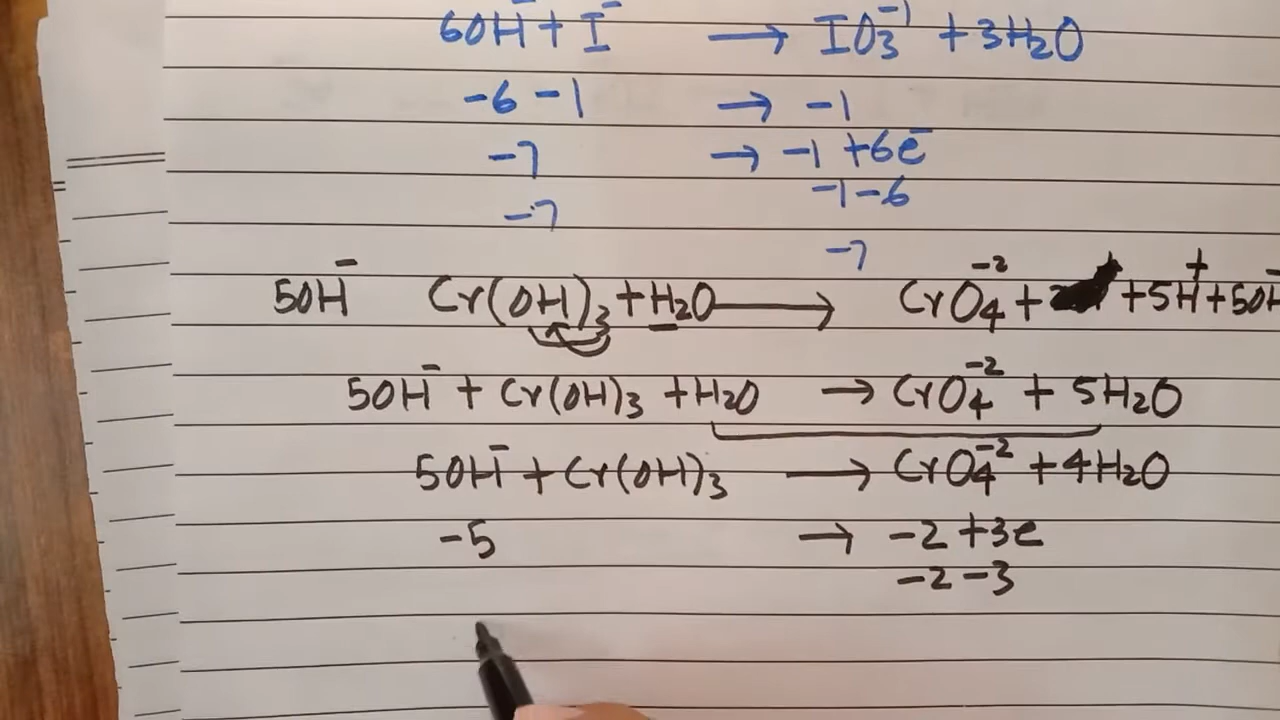 6OH⁻ + I⁻ → IO₃⁻¹ + 3H₂O
-6 -1 → -1
-7 → -1 +6e⁻
-1-6
-7
-7
5OH⁻ Cr(OH)₃ + H₂O → CrO₄⁻² + +5H⁺ +5OH⁻
5OH⁻ + Cr(OH)₃ + H₂O → CrO₄⁻² + 5H₂O
5OH⁻ + Cr(OH)₃ → CrO₄⁻² + 4H₂O
-5 → -2 +3e
-2 -3